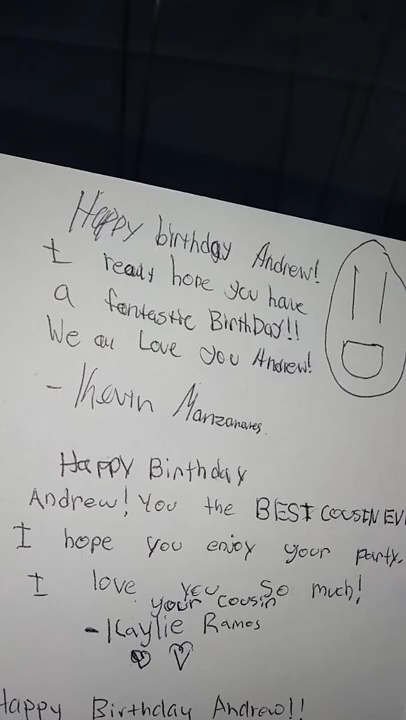 Happy birthday Andrew!
I really hope you have
a fantastic BirthDay!!
We all Love you Andrew!
- Kevin Manzanares.
Happy Birthday
Andrew! You the BEST COUSIN EV
I hope you enjoy your party.
I love you so much!
your cousin
- Kaylie Ramos
Happy Birthday Andrew!!